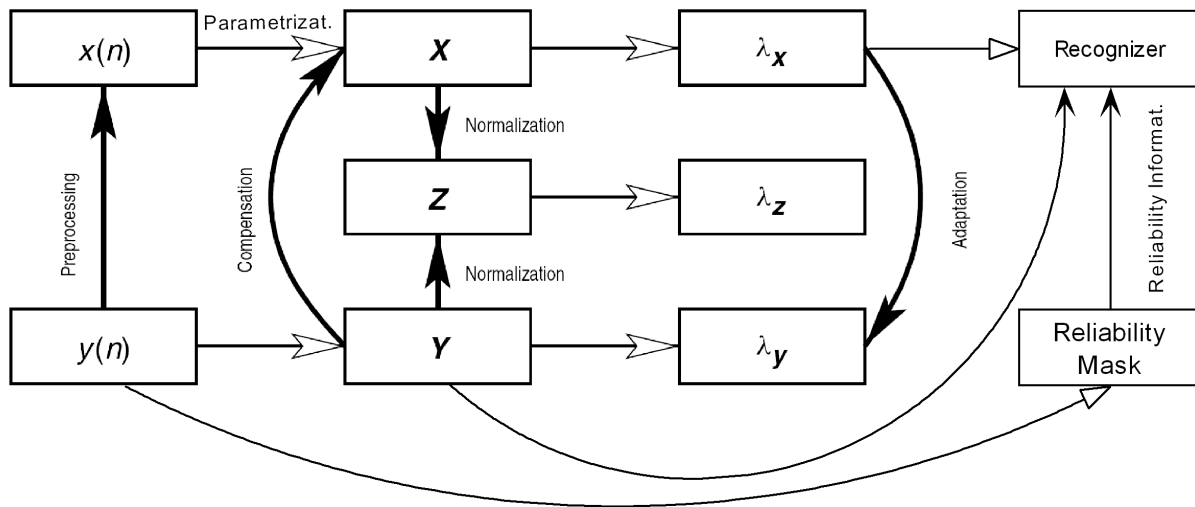 Parametrizat.
x(n)
X
λx
Recognizer
Normalization
Preprocessing
Compensation
Z
λz
Adaptation
Reliability Informat.
Normalization
y(n)
Y
λy
Reliability
Mask